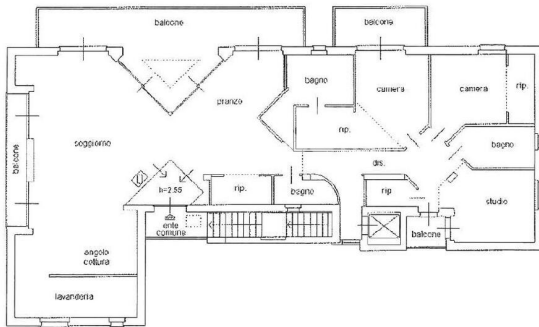 balcone
balcone
bagno
camera
camera
rip.
pranzo
rip.
soggiorno
bagno
balcone
dis.
h=2.55
rip.
bagno
rip.
studio
ente
comune
balcone
angolo
cottura
lavanderia